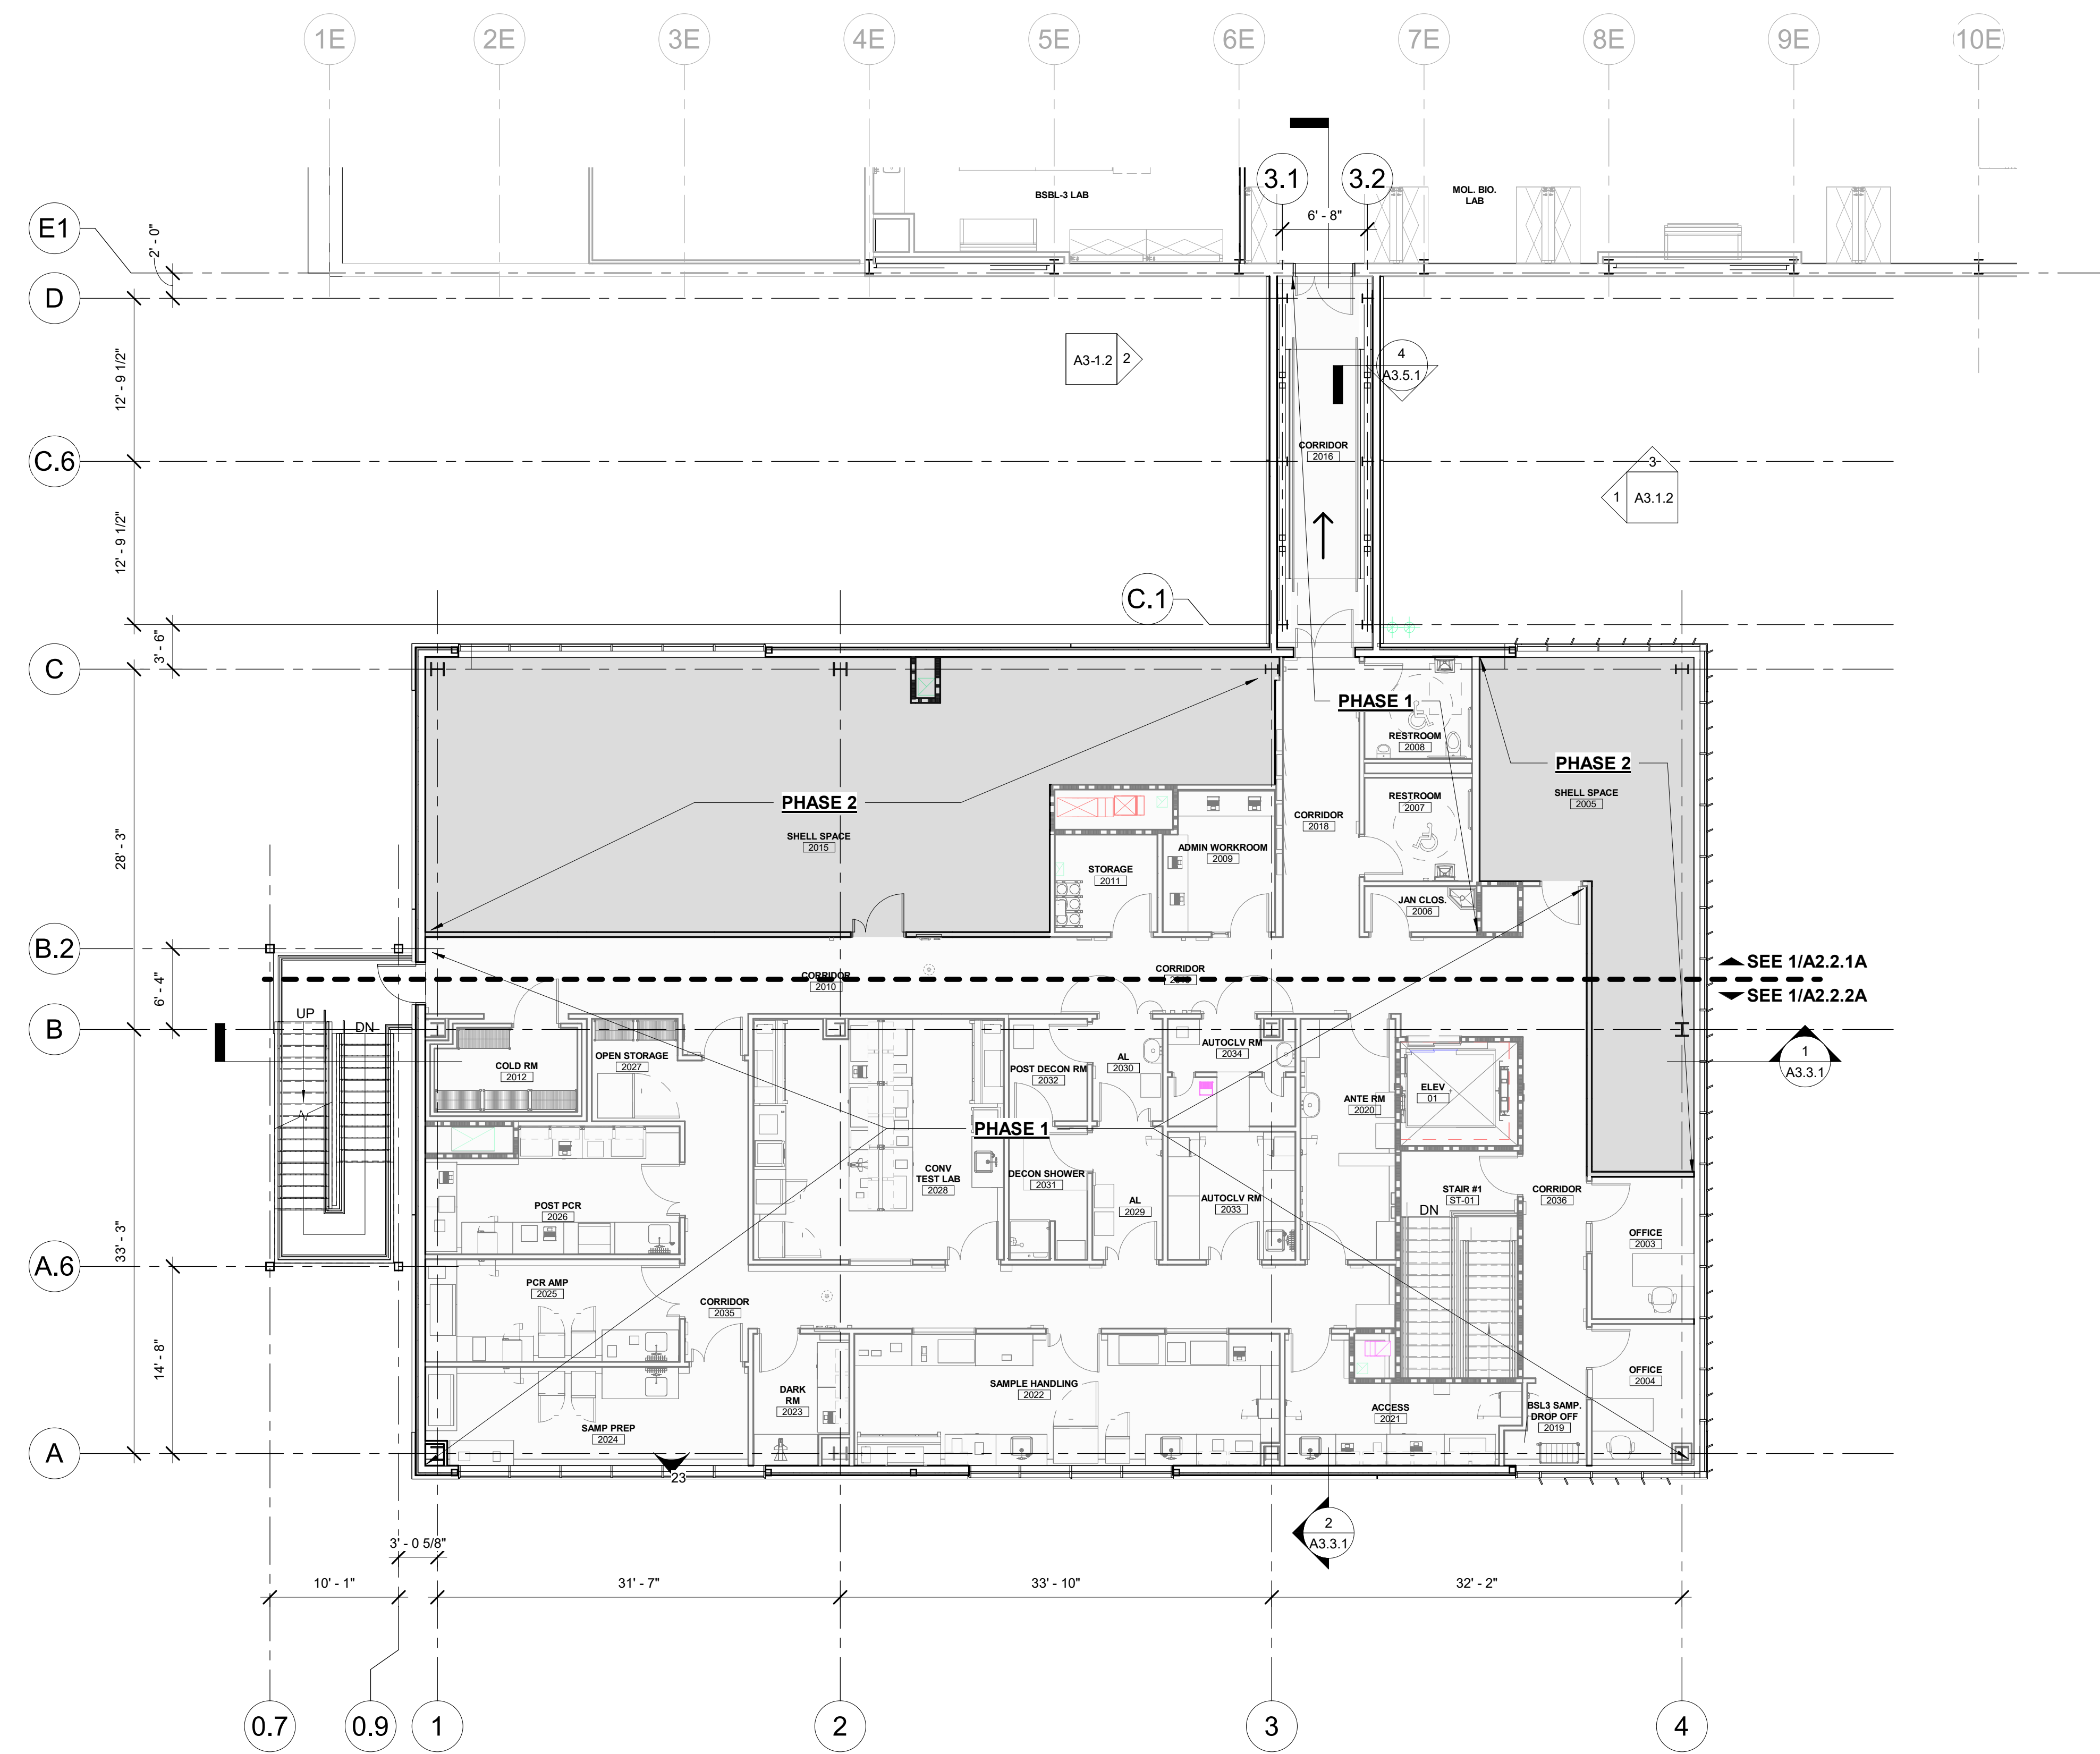 1E 2E 3E 4E 5E 6E 7E 8E 9E 10E
3.1 3.2
BSBL-3 LAB
MOL. BIO.
LAB
6' - 8"
E1
2' - 0"
D
12' - 9 1/2"
A3-1.2 2
4
A3.5.1
CORRIDOR
2016
C.6
3
1 A3.1.2
12' - 9 1/2"
C.1
3' - 6"
C
PHASE 1
RESTROOM
2008
PHASE 2
SHELL SPACE
2005
PHASE 2
SHELL SPACE
2015
RESTROOM
2007
CORRIDOR
2018
ADMIN WORKROOM
2009
STORAGE
2011
28' - 3"
JAN CLOS.
2006
B.2
6' - 4"
CORRIDOR
2010
CORRIDOR
SEE 1/A2.2.1A
SEE 1/A2.2.2A
B
UP
DN
COLD RM
2012
OPEN STORAGE
2027
POST DECON RM
2032
AL
2030
AUTOCLV RM
2034
ANTE RM
2020
ELEV
01
1
A3.3.1
PHASE 1
CONV
TEST LAB
2028
DECON SHOWER
2031
AL
2029
AUTOCLV RM
2033
STAIR #1
ST-01
DN
CORRIDOR
2036
POST PCR
2026
OFFICE
2003
33' - 3"
A.6
PCR AMP
2025
CORRIDOR
2035
14' - 8"
DARK
RM
2023
SAMPLE HANDLING
2022
ACCESS
2021
BSL3 SAMP.
DROP OFF
2019
OFFICE
2004
SAMP PREP
2024
A
23
2
A3.3.1
3' - 0 5/8"
10' - 1" 31' - 7" 33' - 10" 32' - 2"
0.7 0.9 1 2 3 4